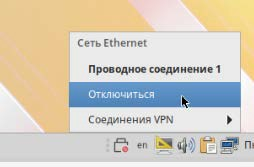 Сеть Ethernet
Проводное соединение 1
Отключиться
Соединения VPN
en